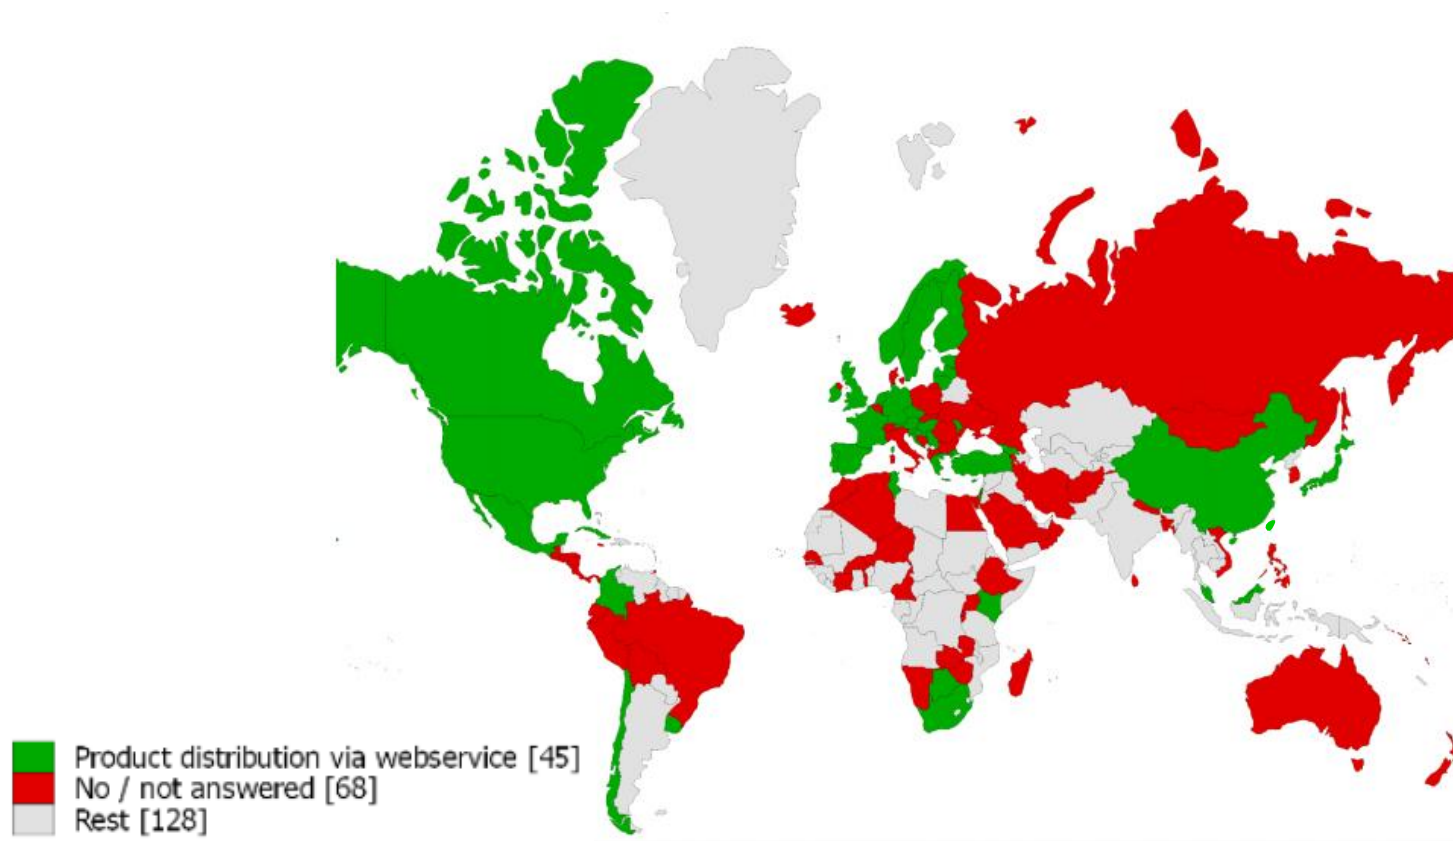 Product distribution via webservice [45]
No / not answered [68]
Rest [128]